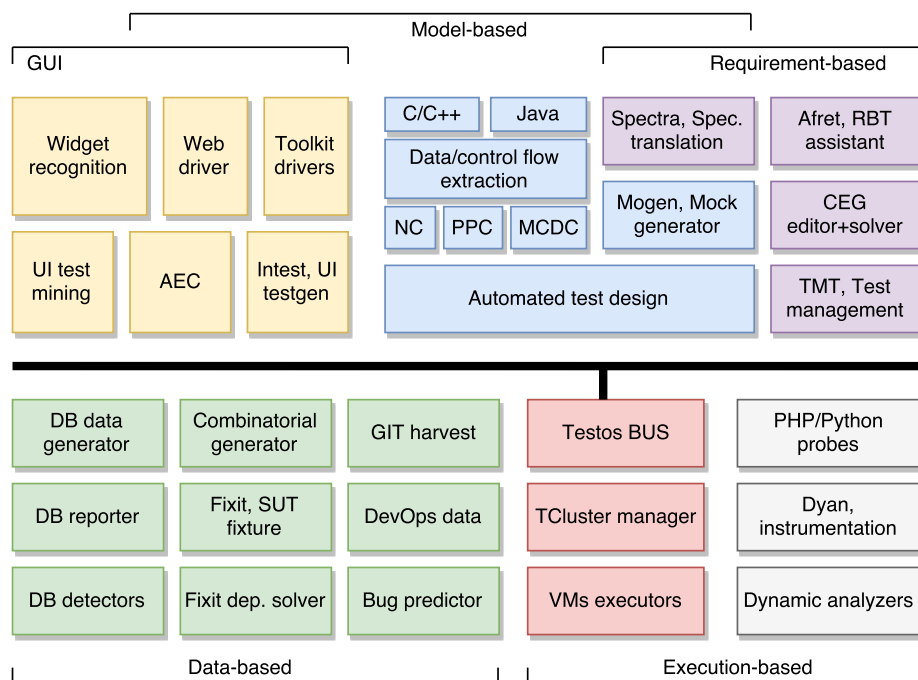 Model-based
GUI
Requirement-based
Widget
recognition
Web
driver
Toolkit
drivers
C/C++
Java
Data/control flow
extraction
NC
PPC
MCDC
Spectra, Spec.
translation
Afret, RBT
assistant
Mogen, Mock
generator
CEG
editor+solver
UI test
mining
AEC
Intest, UI
testgen
Automated test design
TMT, Test
management
DB data
generator
Combinatorial
generator
GIT harvest
Testos BUS
PHP/Python
probes
DB reporter
Fixit, SUT
fixture
DevOps data
TCluster manager
Dyan,
instrumentation
DB detectors
Fixit dep. solver
Bug predictor
VMs executors
Dynamic analyzers
Data-based
Execution-based